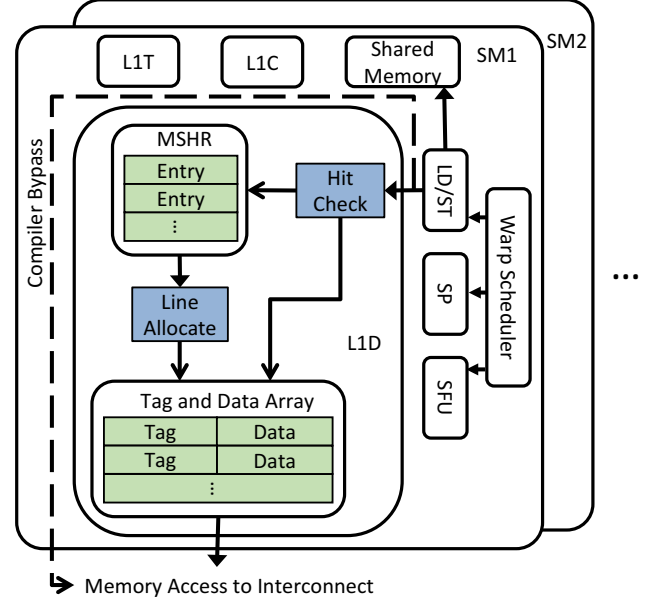 SM2
SM1
L1T
L1C
Shared
Memory
Compiler Bypass
MSHR
Entry
Entry
⋮
Hit
Check
LD/ST
Warp Scheduler
SP
SFU
...
Line
Allocate
L1D
Tag and Data Array
Tag Data
Tag Data
⋮
Memory Access to Interconnect